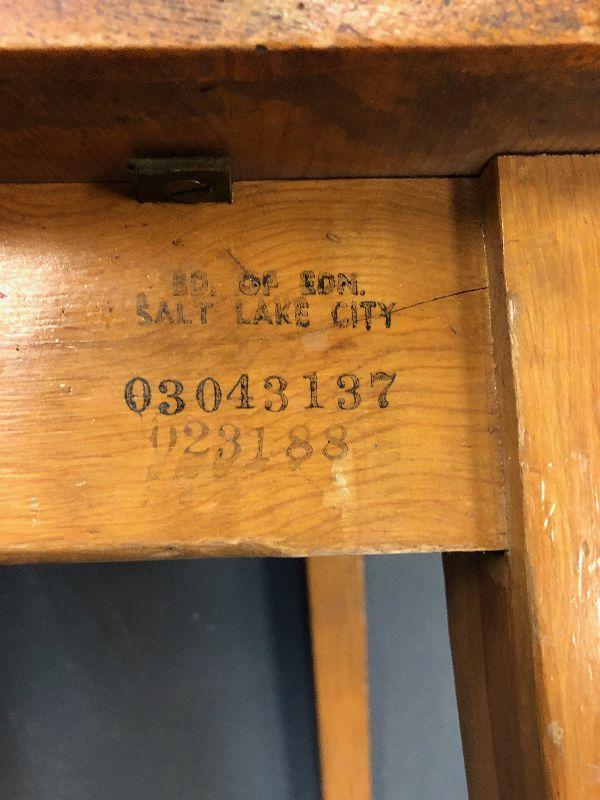 BD. OF EDN.
SALT LAKE CITY
03043137
023188